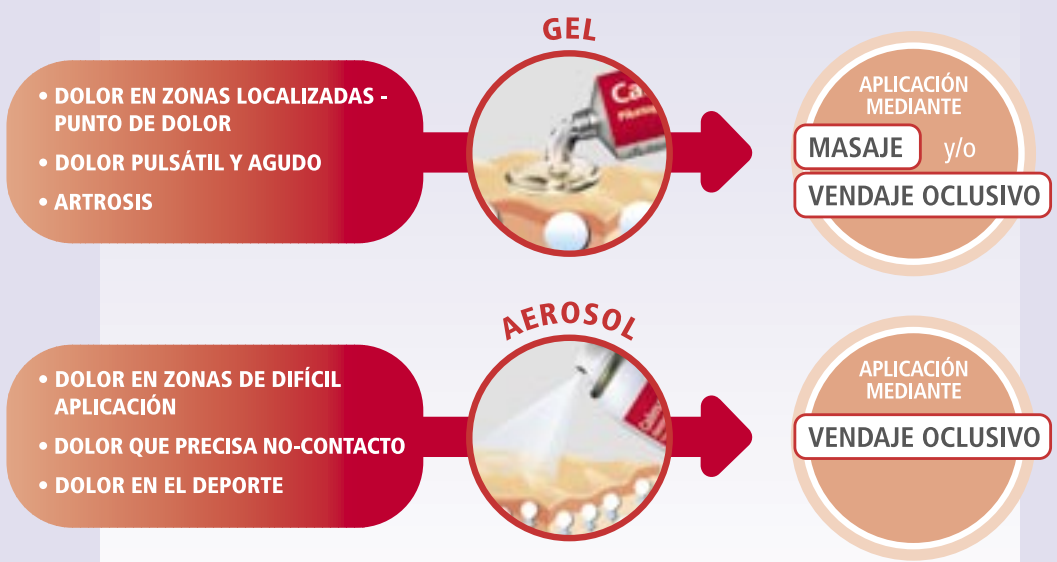 GEL
• DOLOR EN ZONAS LOCALIZADAS -
PUNTO DE DOLOR
• DOLOR PULSÁTIL Y AGUDO
• ARTROSIS
Ca
APLICACIÓN
MEDIANTE
MASAJE y/o
VENDAJE OCLUSIVO
AEROSOL
• DOLOR EN ZONAS DE DIFÍCIL
APLICACIÓN
• DOLOR QUE PRECISA NO-CONTACTO
• DOLOR EN EL DEPORTE
APLICACIÓN
MEDIANTE
VENDAJE OCLUSIVO